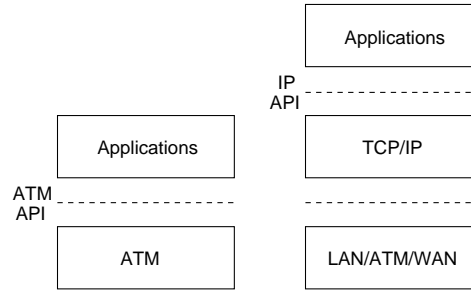 Applications
IP
API
Applications
TCP/IP
ATM
API
ATM
LAN/ATM/WAN